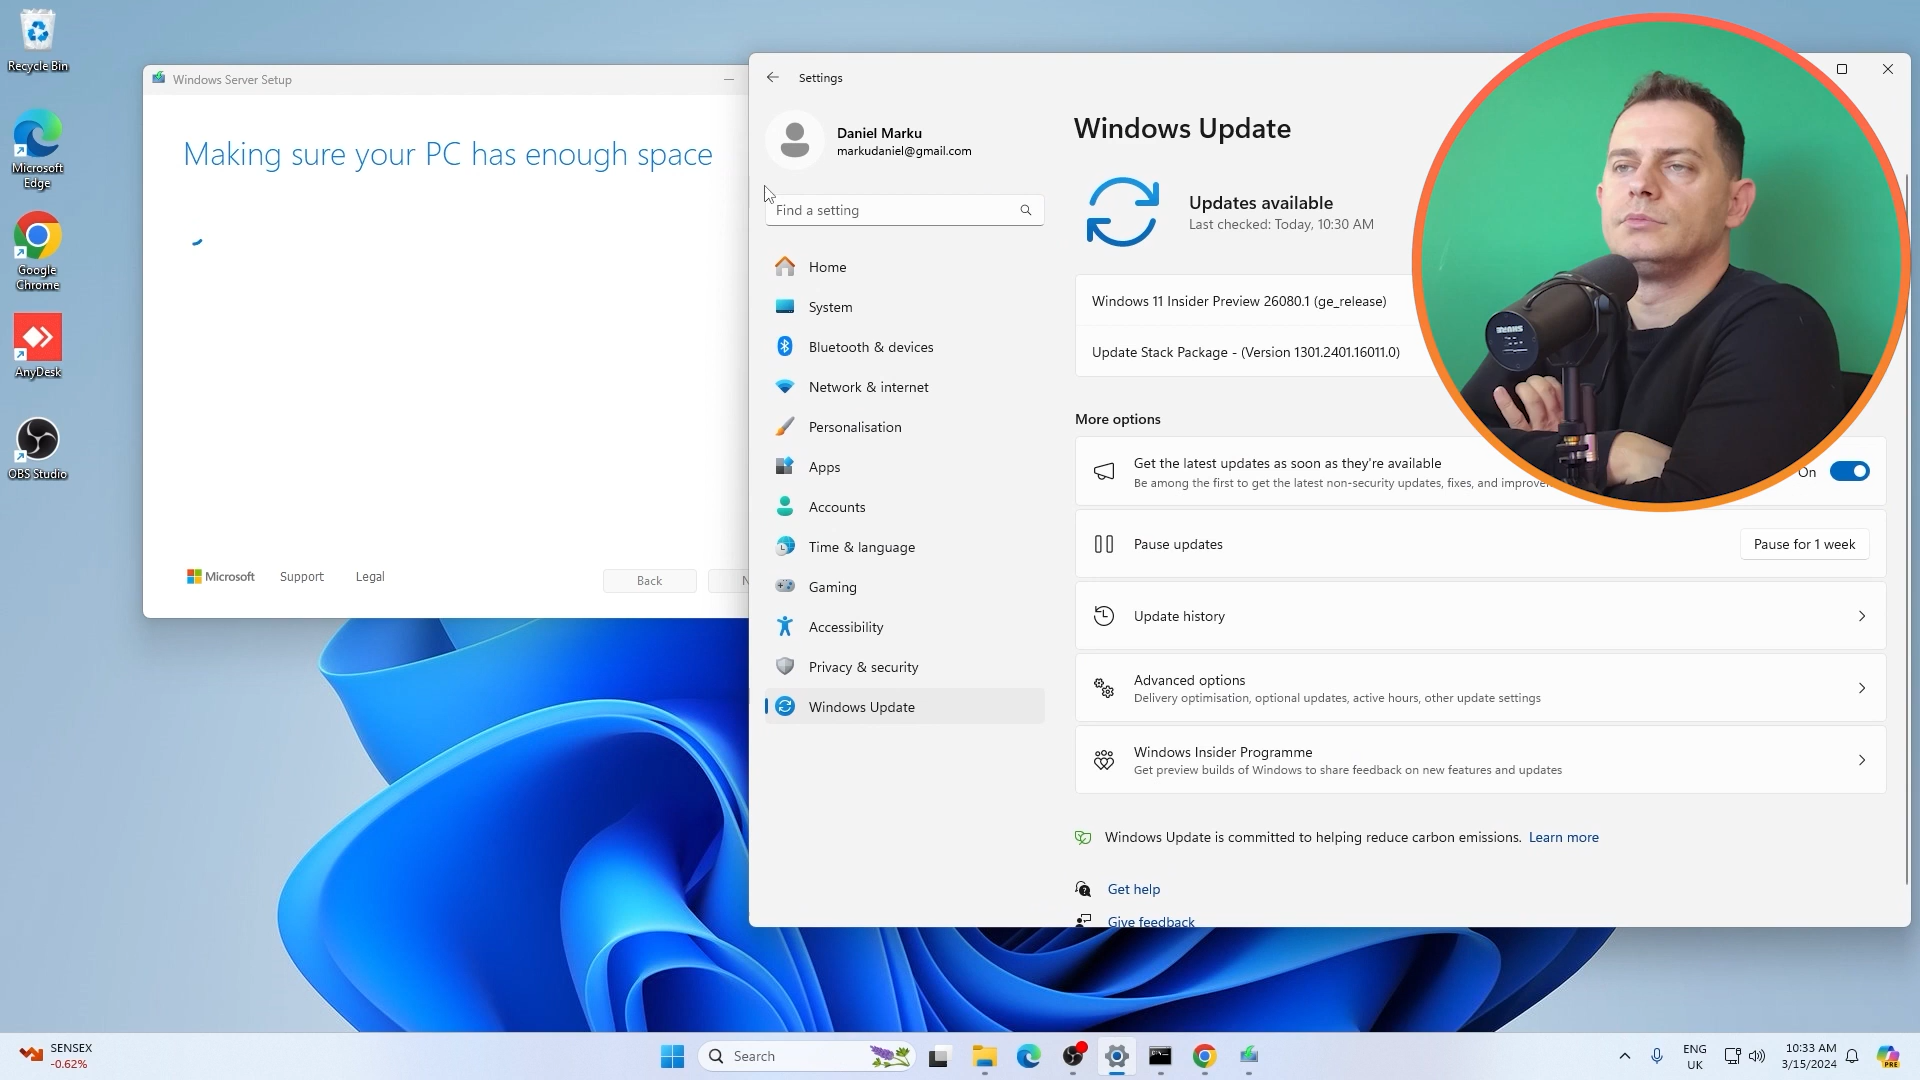 Recycle Bin
Microsoft
Edge
Google
Chrome
AnyDesk
OBS Studio
Windows Server Setup
Making sure your PC has enough space
Microsoft
Support
Legal
Back
N
Settings
Daniel Marku
markudaniel@gmail.com
Find a setting
Home
System
Bluetooth & devices
Network & internet
Personalisation
Apps
Accounts
Time & language
Gaming
Accessibility
Privacy & security
Windows Update
Windows Update
Updates available
Last checked: Today, 10:30 AM
Windows 11 Insider Preview 26080.1 (ge_release)
Update Stack Package - (Version 1301.2401.16011.0)
More options
Get the latest updates as soon as they're available
Be among the first to get the latest non-security updates, fixes, and improve
On
Pause updates
Pause for 1 week
Update history
Advanced options
Delivery optimisation, optional updates, active hours, other update settings
Windows Insider Programme
Get preview builds of Windows to share feedback on new features and updates
Windows Update is committed to helping reduce carbon emissions. Learn more
Get help
Give feedback
SENSEX
-0.62%
Search
ENG
UK
10:33 AM
3/15/2024
PRE